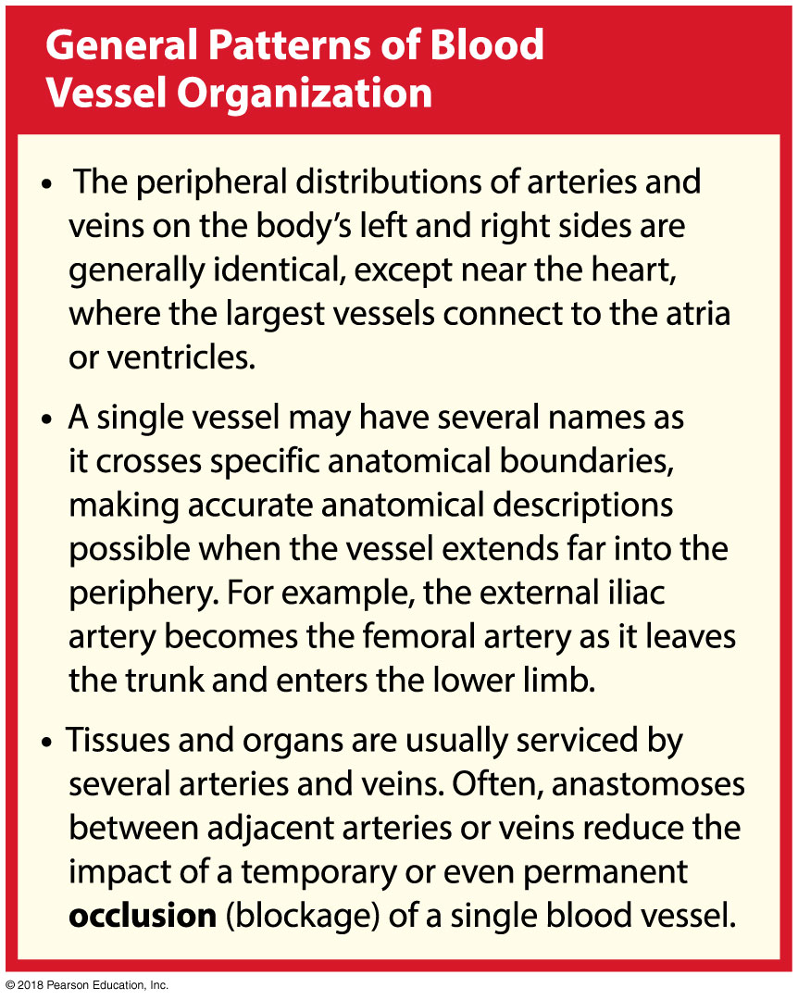 General Patterns of Blood
Vessel Organization
• The peripheral distributions of arteries and
veins on the body’s left and right sides are
generally identical, except near the heart,
where the largest vessels connect to the atria
or ventricles.
• A single vessel may have several names as
it crosses specific anatomical boundaries,
making accurate anatomical descriptions
possible when the vessel extends far into the
periphery. For example, the external iliac
artery becomes the femoral artery as it leaves
the trunk and enters the lower limb.
• Tissues and organs are usually serviced by
several arteries and veins. Often, anastomoses
between adjacent arteries or veins reduce the
impact of a temporary or even permanent
occlusion (blockage) of a single blood vessel.
© 2018 Pearson Education, Inc.